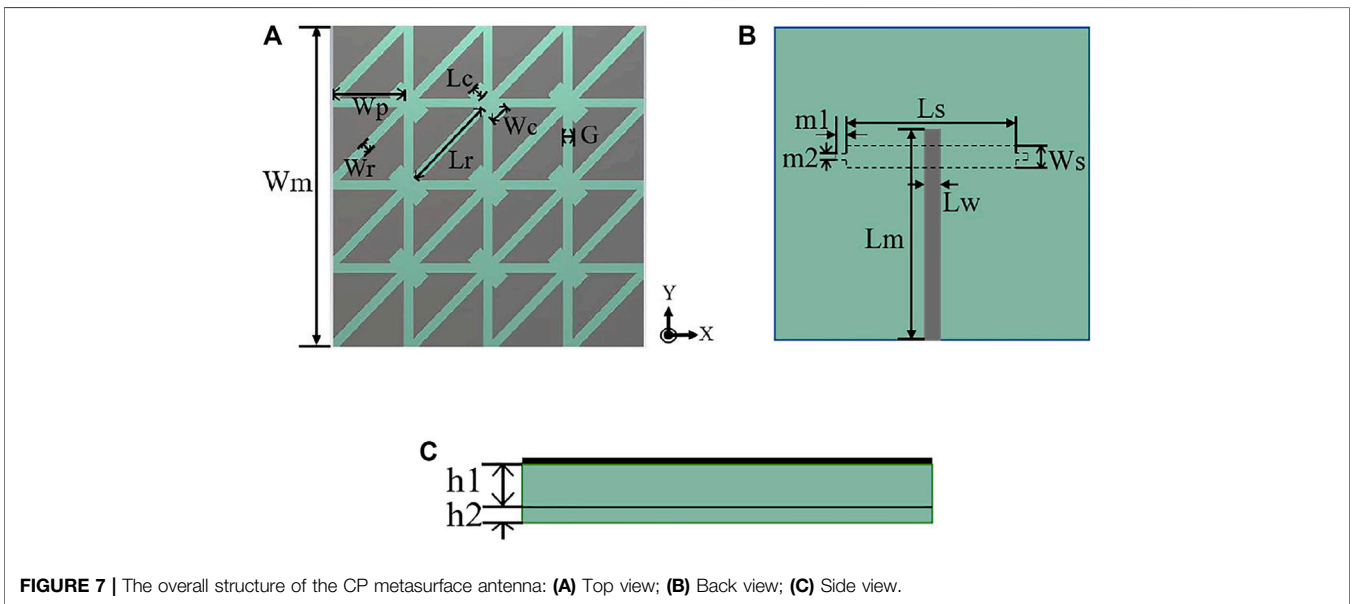 A
Wp
Lc
Wc
G
Wr
Lr
Wm
Y
X
B
m1
Ls
m2
Ws
Lw
Lm
C
h1
h2
FIGURE 7 | The overall structure of the CP metasurface antenna: (A) Top view; (B) Back view; (C) Side view.